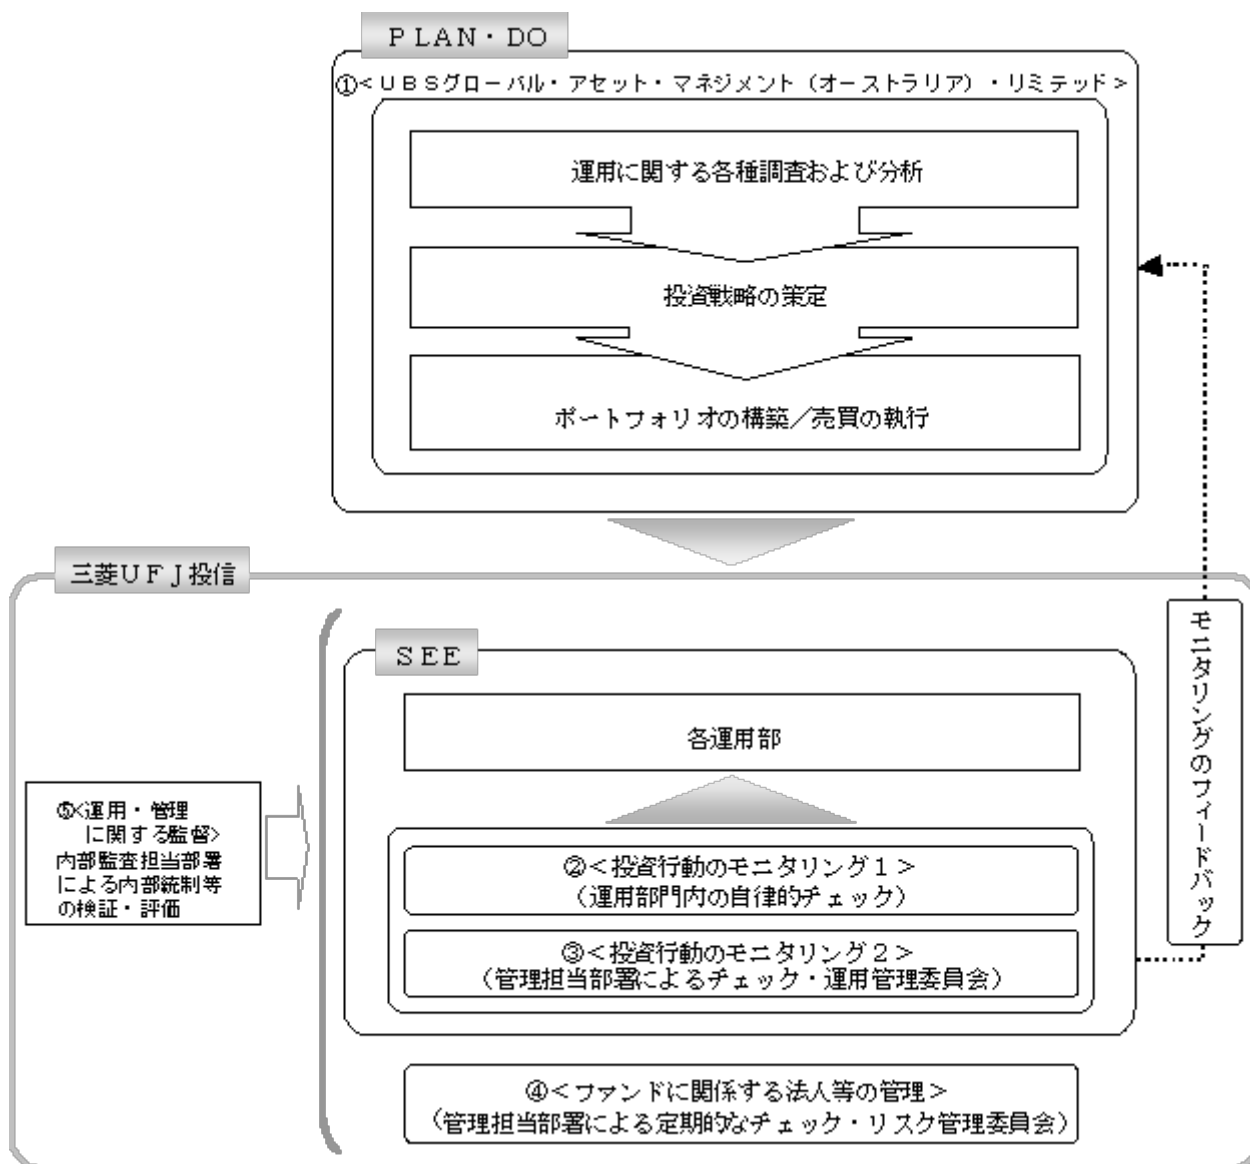 ＰＬＡＮ・ＤＯ
①＜ＵＢＳグローバル・アセット・マネジメント（オーストラリア）・リミテッド＞
運用に関する各種調査および分析
投資戦略の策定
ポートフォリオの構築／売買の執行
三菱ＵＦＪ投信
ＳＥＥ
各運用部
②＜投資行動のモニタリング１＞
（運用部門内の自律的チェック）
③＜投資行動のモニタリング２＞
（管理担当部署によるチェック・運用管理委員会）
④＜ファンドに関係する法人等の管理＞
（管理担当部署による定期的なチェック・リスク管理委員会）
⑤<運用・管理
に関する監督>
内部監査担当部署
による内部統制等
の検証・評価
モニタリングのフィードバック